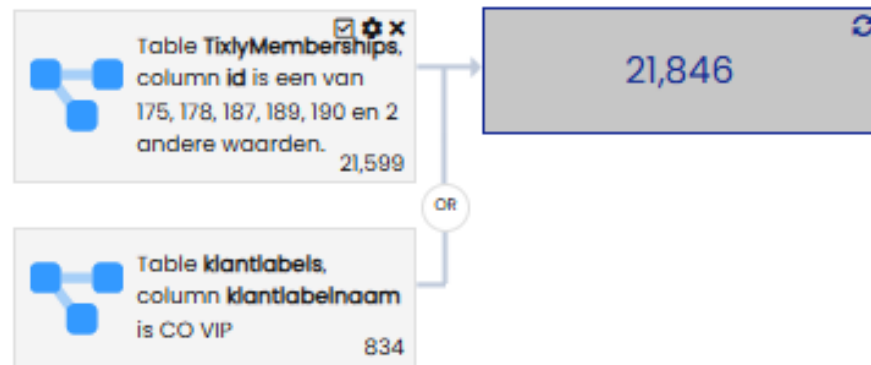 Table TixlyMemberships,
column id is een van
175, 178, 187, 189, 190 en 2
andere waarden.
21,599
21,846
OR
Table klantlabels,
column klantlabelnaam
is CO VIP
834